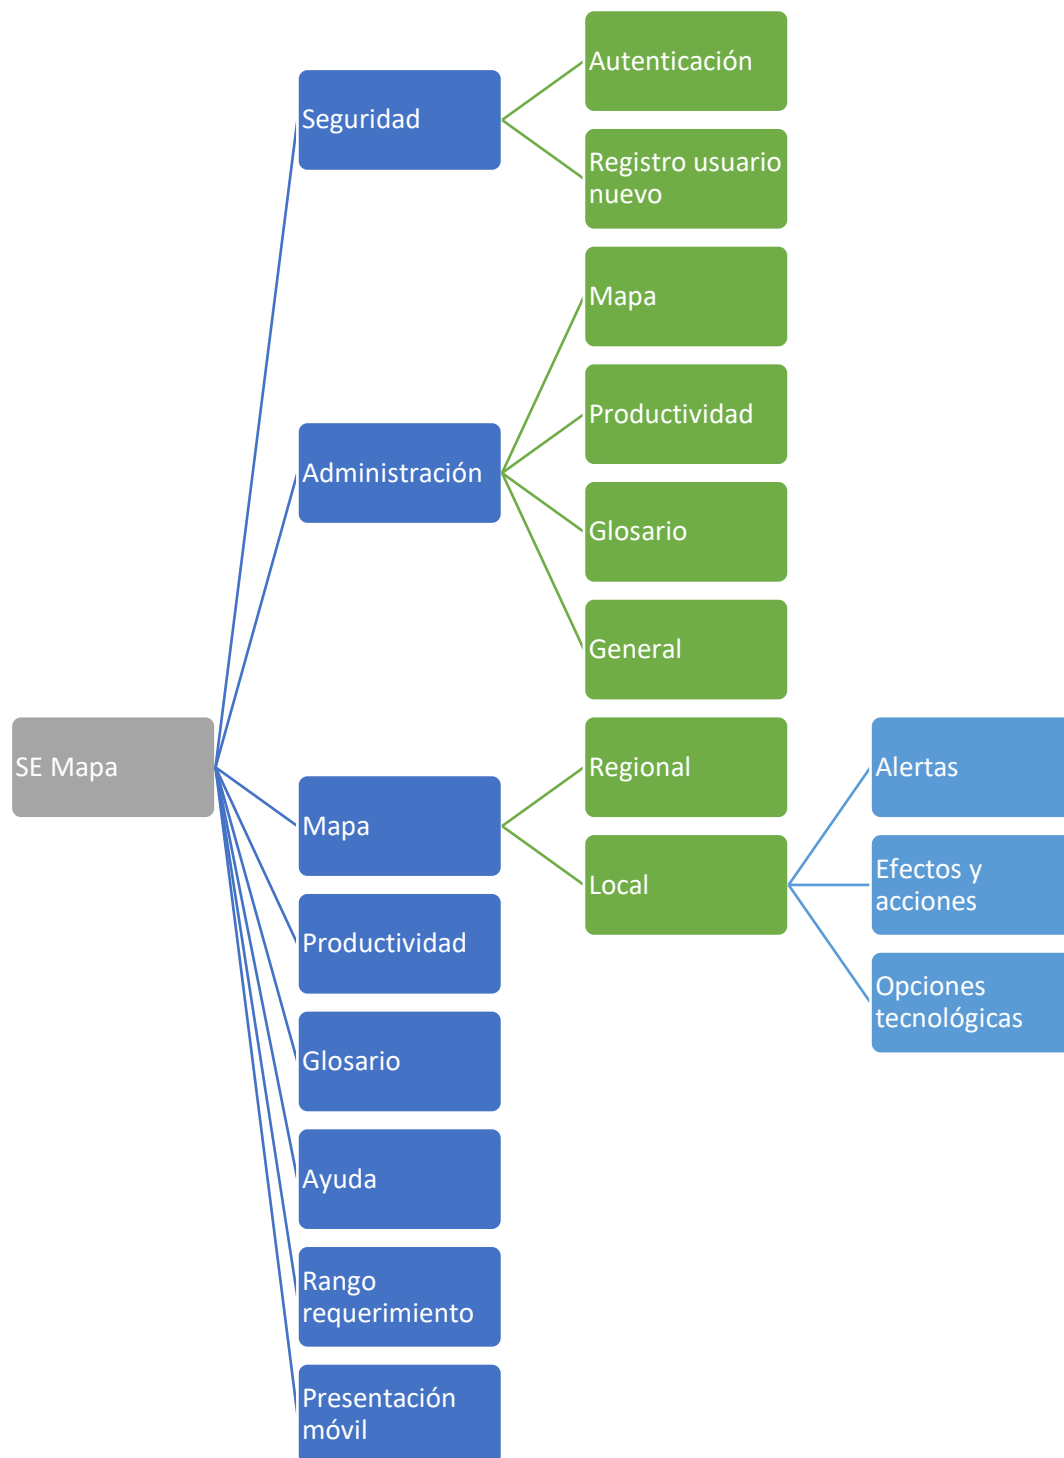 SE Mapa
Seguridad
Autenticación
Registro usuario
nuevo
Administración
Mapa
Productividad
Glosario
General
Mapa
Regional
Local
Alertas
Efectos y
acciones
Opciones
tecnológicas
Productividad
Glosario
Ayuda
Rango
requerimiento
Presentación
móvil